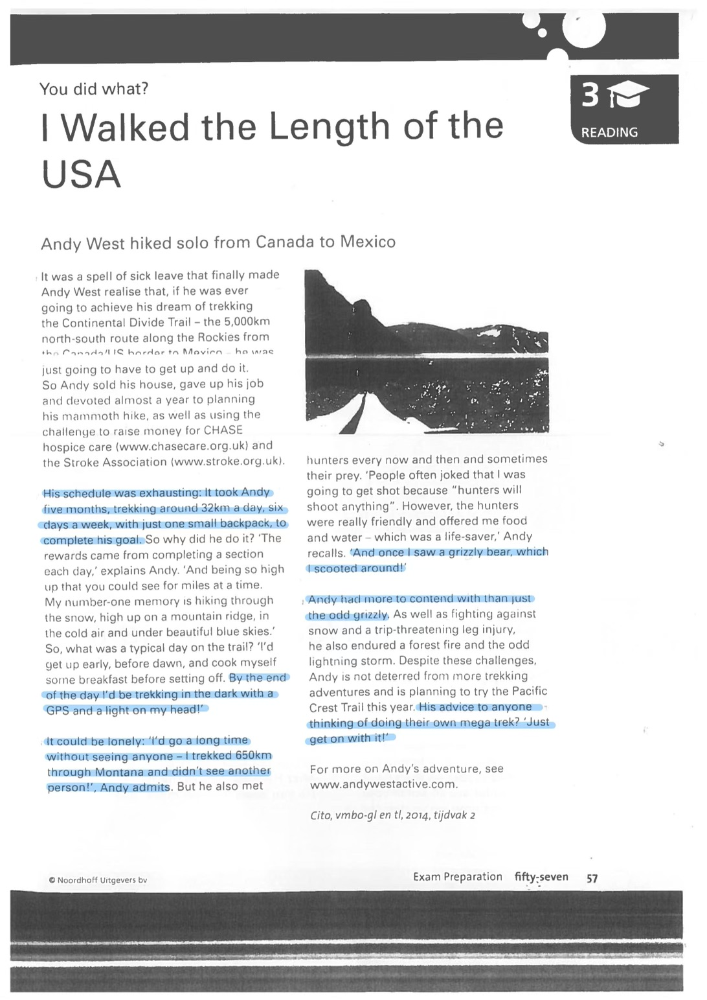 You did what?
I Walked the Length of the
USA
3
READING
Andy West hiked solo from Canada to Mexico
It was a spell of sick leave that finally made
Andy West realise that, if he was ever
going to achieve his dream of trekking
the Continental Divide Trail – the 5,000km
north-south route along the Rockies from
the Canada/US border to Mexico – he was
just going to have to get up and do it.
So Andy sold his house, gave up his job
and devoted almost a year to planning
his mammoth hike, as well as using the
challenge to raise money for CHASE
hospice care (www.chasecare.org.uk) and
the Stroke Association (www.stroke.org.uk).
His schedule was exhausting: It took Andy
five months, trekking around 32km a day, six
days a week, with just one small backpack, to
complete his goal. So why did he do it? 'The
rewards came from completing a section
each day,' explains Andy. 'And being so high
up that you could see for miles at a time.
My number-one memory is hiking through
the snow, high up on a mountain ridge, in
the cold air and under beautiful blue skies.'
So, what was a typical day on the trail? 'I'd
get up early, before dawn, and cook myself
some breakfast before setting off. By the end
of the day I'd be trekking in the dark with a
GPS and a light on my head!'
It could be lonely: 'I'd go a long time
without seeing anyone – I trekked 650km
through Montana and didn't see another
person!', Andy admits. But he also met
hunters every now and then and sometimes
their prey. 'People often joked that I was
going to get shot because "hunters will
shoot anything". However, the hunters
were really friendly and offered me food
and water – which was a life-saver,' Andy
recalls. 'And once I saw a grizzly bear, which
I scooted around!'
Andy had more to contend with than just
the odd grizzly. As well as fighting against
snow and a trip-threatening leg injury,
he also endured a forest fire and the odd
lightning storm. Despite these challenges,
Andy is not deterred from more trekking
adventures and is planning to try the Pacific
Crest Trail this year. His advice to anyone
thinking of doing their own mega trek? 'Just
get on with it!'
For more on Andy's adventure, see
www.andywestactive.com.
Cito, vmbo-gl en tl, 2014, tijdvak 2
© Noordhoff Uitgevers bv
Exam Preparation fifty-seven 57